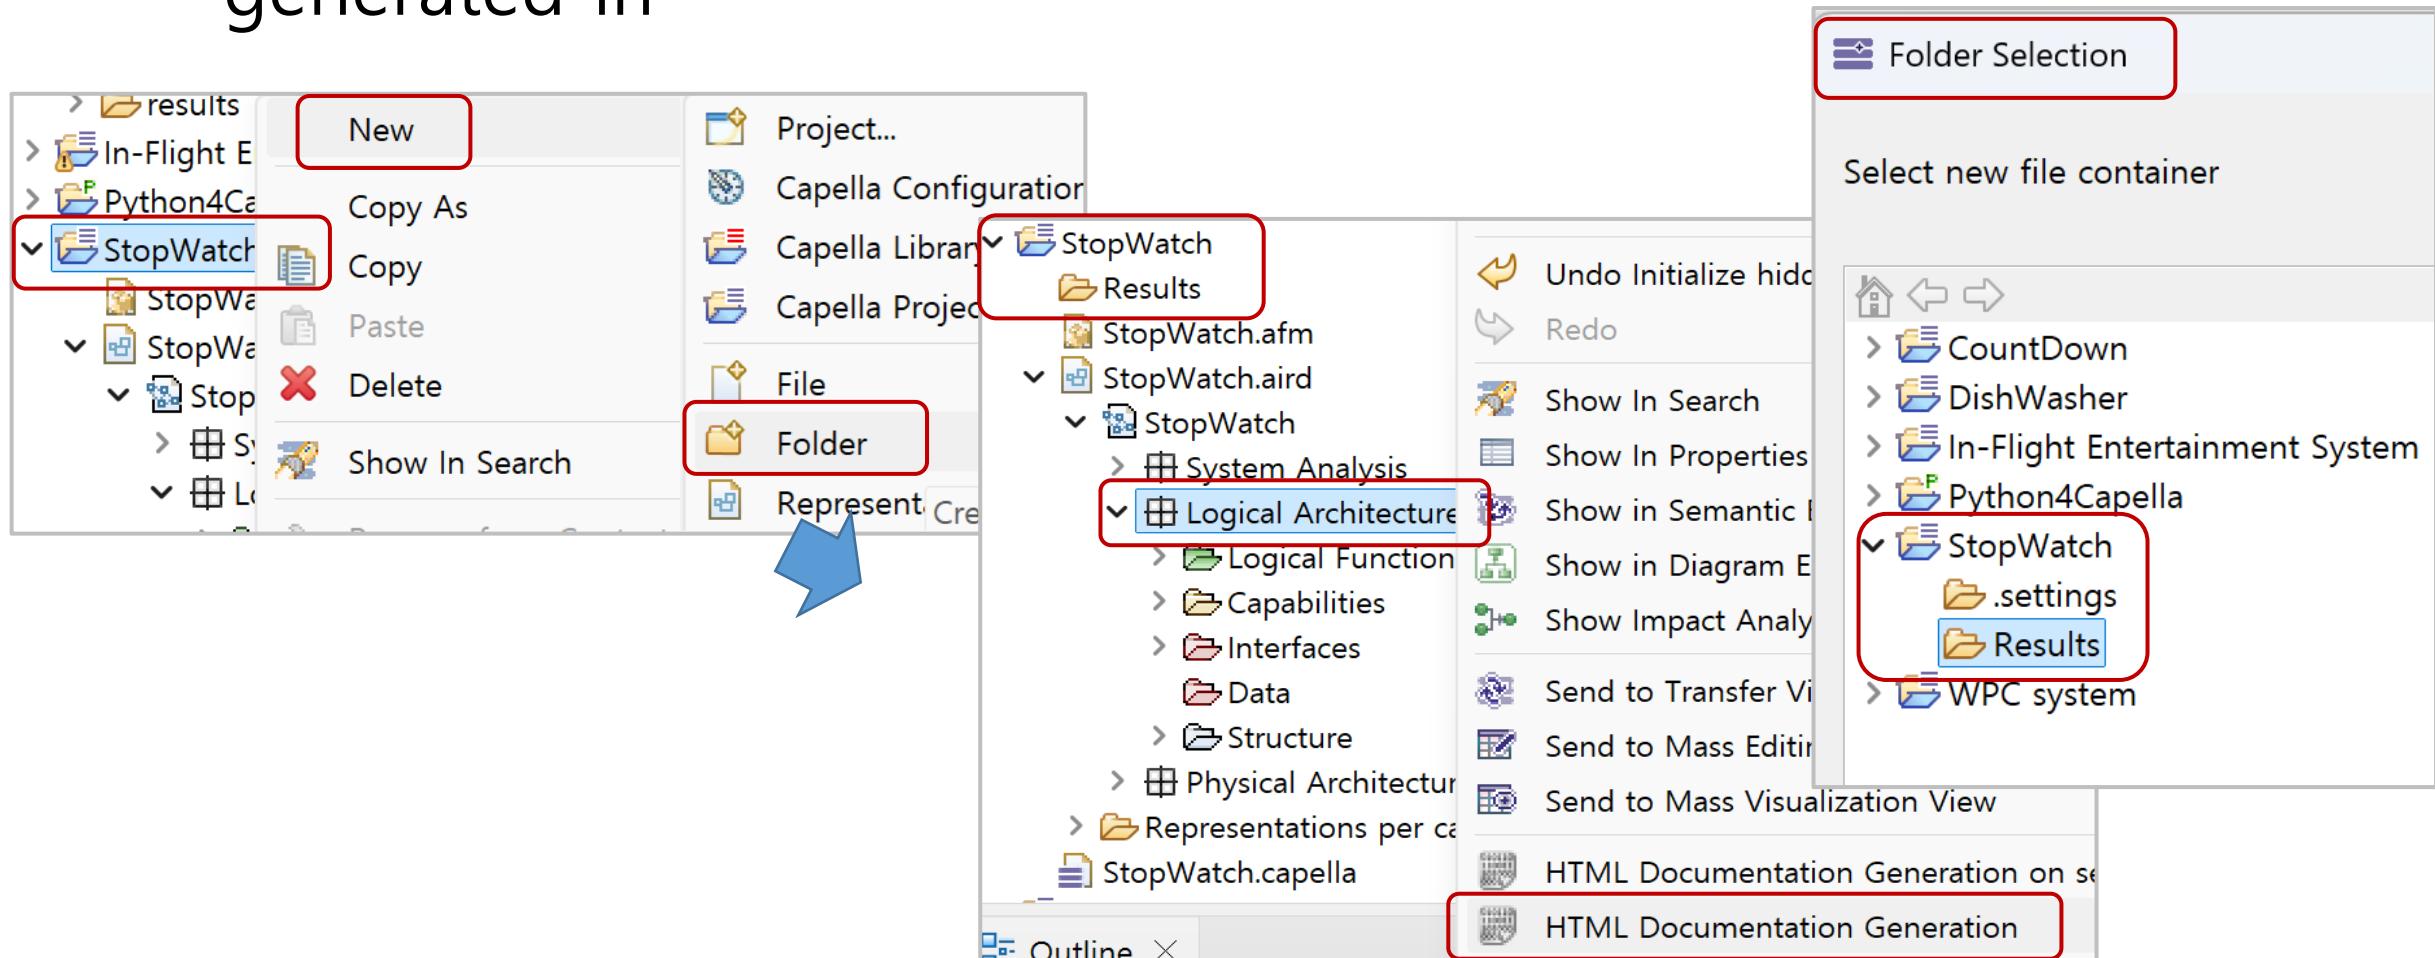 generated in
results
In-Flight E
Python4Ca
StopWatch
StopWa
StopWa
Stop
Sy
Lo
New
Copy As
Copy
Paste
Delete
Show In Search
Project...
Capella Configuration
Capella Library
Capella Projec
File
Folder
Represent
Cre
StopWatch
Results
StopWatch.afm
StopWatch.aird
StopWatch
System Analysis
Logical Architecture
Logical Function
Capabilities
Interfaces
Data
Structure
Physical Architectur
Representations per ca
StopWatch.capella
Outline
Undo Initialize hidd
Redo
Show In Search
Show In Properties
Show in Semantic
Show in Diagram E
Show Impact Analy
Send to Transfer Vi
Send to Mass Editin
Send to Mass Visualization View
HTML Documentation Generation on se
HTML Documentation Generation
Folder Selection
Select new file container
CountDown
DishWasher
In-Flight Entertainment System
Python4Capella
StopWatch
.settings
Results
WPC system